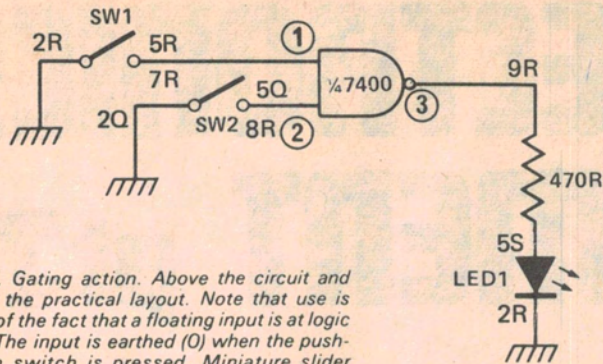 SW1
2R
5R
①
7R
5Q
¼7400
9R
③
2Q
SW2
8R
②
470R
5S
LED1
2R
. Gating action. Above the circuit and
the practical layout. Note that use is
of the fact that a floating input is at logic
The input is earthed (O) when the push-
switch is pressed. Miniature slider